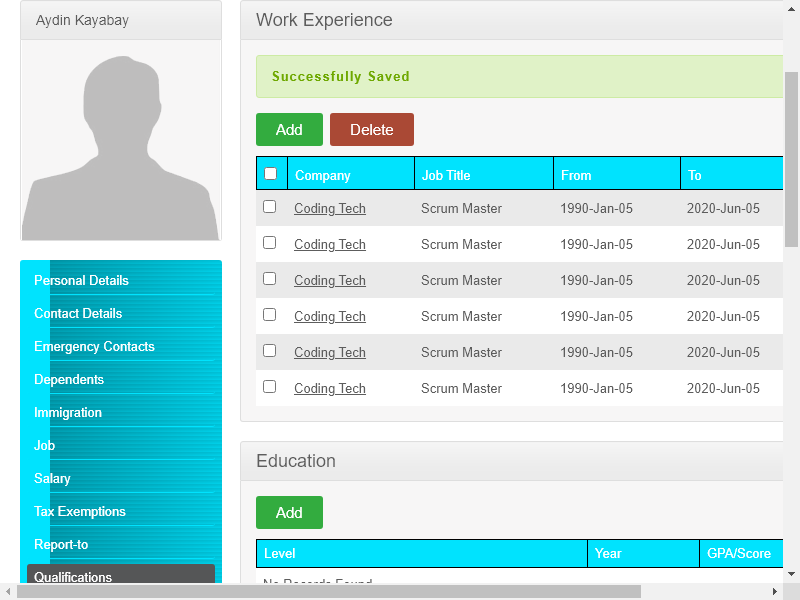 Aydin Kayabay
Personal Details
Contact Details
Emergency Contacts
Dependents
Immigration
Job
Salary
Tax Exemptions
Report-to
Qualifications
Work Experience
Successfully Saved
Add Delete
Company Job Title From To
Coding Tech Scrum Master 1990-Jan-05 2020-Jun-05
Coding Tech Scrum Master 1990-Jan-05 2020-Jun-05
Coding Tech Scrum Master 1990-Jan-05 2020-Jun-05
Coding Tech Scrum Master 1990-Jan-05 2020-Jun-05
Coding Tech Scrum Master 1990-Jan-05 2020-Jun-05
Coding Tech Scrum Master 1990-Jan-05 2020-Jun-05
Education
Add
Level Year GPA/Score
No Records Found